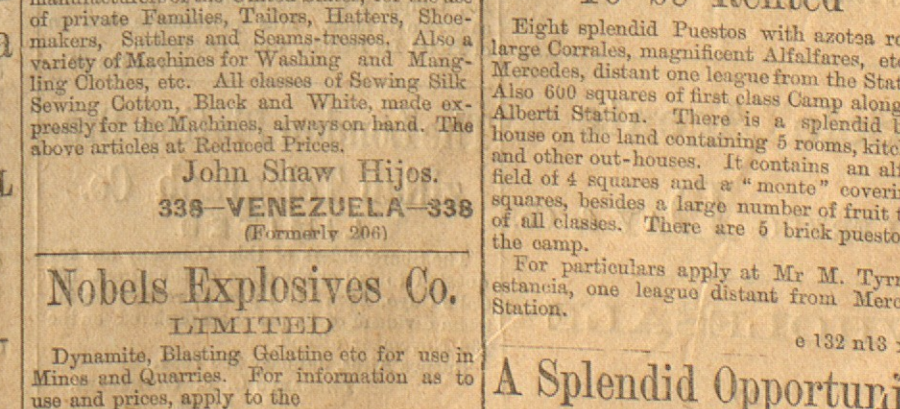 of private Families, Tailors, Hatters, Shoe-
makers, Sattlers and Seams-tresses. Also a
variety of Machines for Washing and Mang-
ling Clothes, etc. All classes of Sewing Silk
Sewing Cotton, Black and White, made ex-
pressly for the Machines, always on hand. The
above articles at Reduced Prices.
John Shaw Hijos.
338—VENEZUELA—338
(Formerly 206)
Nobels Explosives Co.
LIMITED
Dynamite, Blasting Gelatine etc for use in
Mines and Quarries. For information as to
use and prices, apply to the
To be Rented
Eight splendid Puestos with azotea
large Corrales, magnificent Alfalfares,
Mercedes, distant one league from the
Also 600 squares of first class Camp along
Alberti Station. There is a splendid
house on the land containing 5 rooms,
and other out-houses. It contains an
field of 4 squares and a "monte"
squares, besides a large number of fruit
of all classes. There are 5 brick
the camp.
For particulars apply at Mr M.
estancia, one league distant from
Station.
e 132 n13
A Splendid